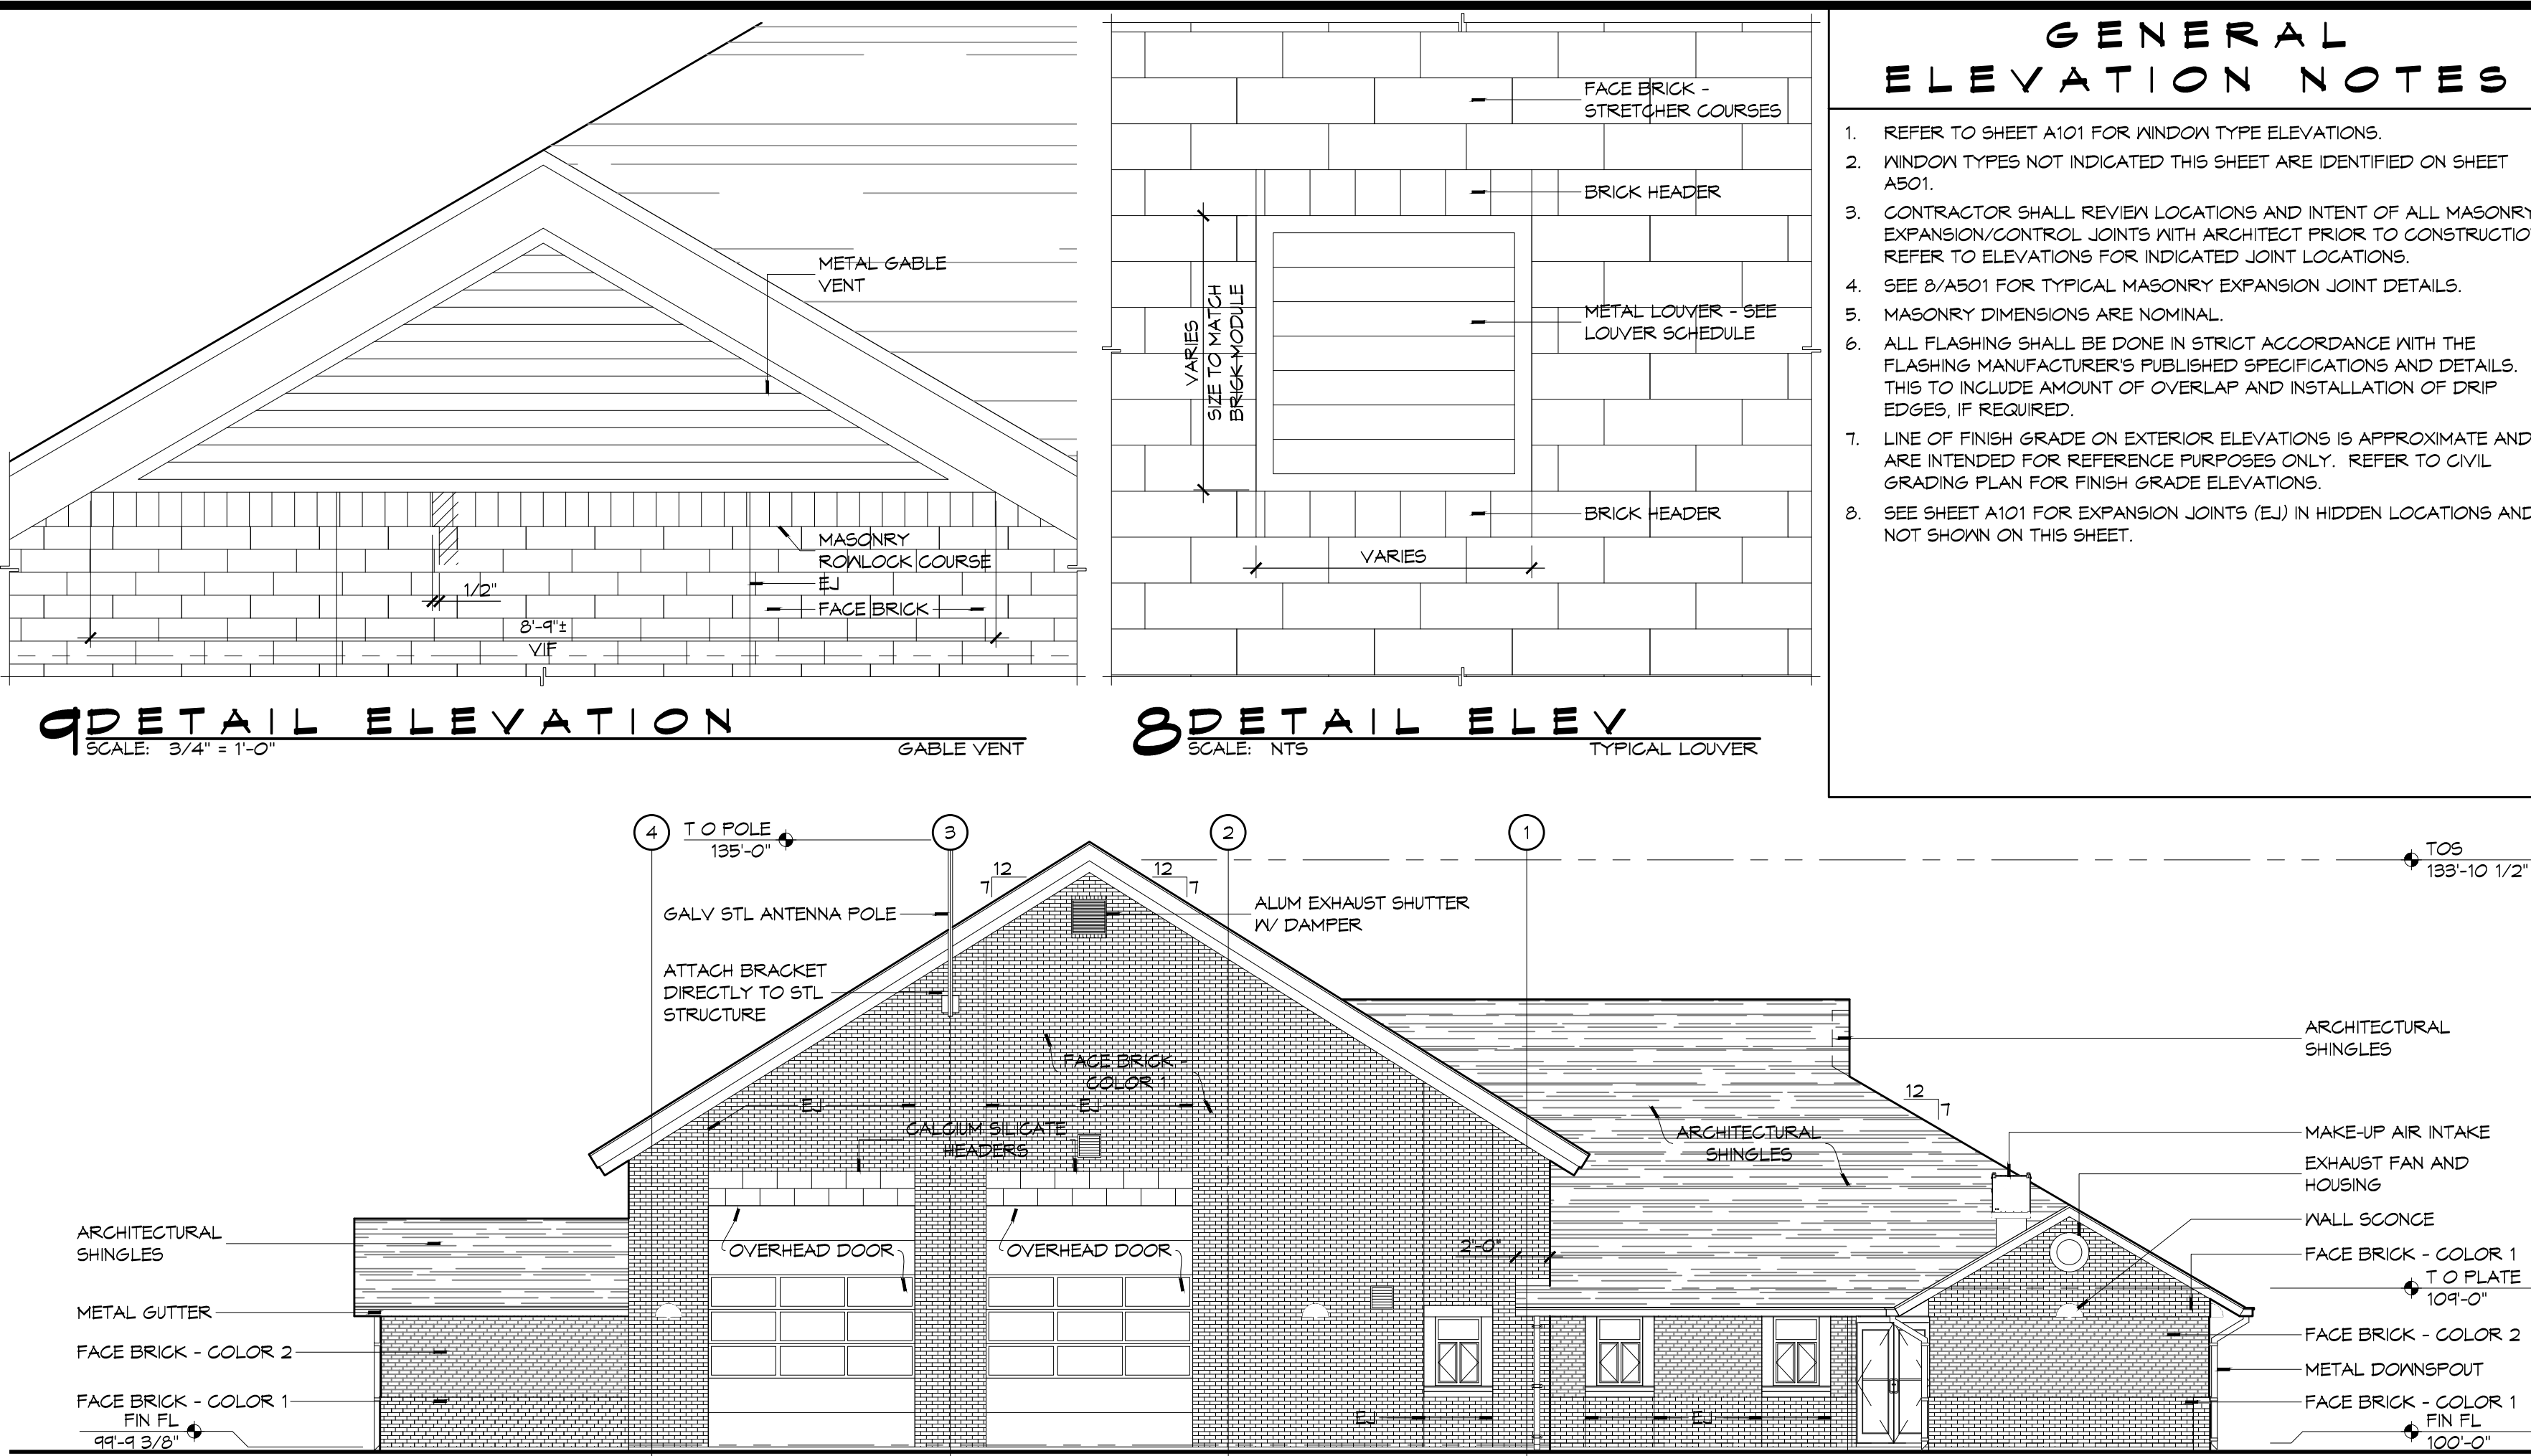 METAL GABLE
VENT
MASONRY
ROWLOCK COURSE
EJ
FACE BRICK
1/2"
8'-9"±
VIF
9 DETAIL ELEVATION
SCALE: 3/4" = 1'-0"
GABLE VENT
FACE BRICK -
STRETCHER COURSES
BRICK HEADER
VARIES
SIZE TO MATCH
BRICK MODULE
METAL LOUVER - SEE
LOUVER SCHEDULE
BRICK HEADER
VARIES
8 DETAIL ELEV
SCALE: NTS
TYPICAL LOUVER
GENERAL
ELEVATION NOTES
1. REFER TO SHEET A101 FOR WINDOW TYPE ELEVATIONS.
2. WINDOW TYPES NOT INDICATED THIS SHEET ARE IDENTIFIED ON SHEET
A501.
3. CONTRACTOR SHALL REVIEW LOCATIONS AND INTENT OF ALL MASONRY
EXPANSION/CONTROL JOINTS WITH ARCHITECT PRIOR TO CONSTRUCTIO
REFER TO ELEVATIONS FOR INDICATED JOINT LOCATIONS.
4. SEE 8/A501 FOR TYPICAL MASONRY EXPANSION JOINT DETAILS.
5. MASONRY DIMENSIONS ARE NOMINAL.
6. ALL FLASHING SHALL BE DONE IN STRICT ACCORDANCE WITH THE
FLASHING MANUFACTURER'S PUBLISHED SPECIFICATIONS AND DETAILS.
THIS TO INCLUDE AMOUNT OF OVERLAP AND INSTALLATION OF DRIP
EDGES, IF REQUIRED.
7. LINE OF FINISH GRADE ON EXTERIOR ELEVATIONS IS APPROXIMATE AND
ARE INTENDED FOR REFERENCE PURPOSES ONLY. REFER TO CIVIL
GRADING PLAN FOR FINISH GRADE ELEVATIONS.
8. SEE SHEET A101 FOR EXPANSION JOINTS (EJ) IN HIDDEN LOCATIONS AND
NOT SHOWN ON THIS SHEET.
4
T O POLE
135'-0"
3
2
1
TOS
133'-10 1/2"
12
7
12
7
GALV STL ANTENNA POLE
ALUM EXHAUST SHUTTER
W/ DAMPER
ATTACH BRACKET
DIRECTLY TO STL
STRUCTURE
FACE BRICK -
COLOR 1
EJ
EJ
CALCIUM SILICATE
HEADERS
OVERHEAD DOOR
OVERHEAD DOOR
ARCHITECTURAL
SHINGLES
12
7
ARCHITECTURAL
SHINGLES
MAKE-UP AIR INTAKE
EXHAUST FAN AND
HOUSING
WALL SCONCE
FACE BRICK - COLOR 1
T O PLATE
109'-0"
FACE BRICK - COLOR 2
METAL DOWNSPOUT
FACE BRICK - COLOR 1
FIN FL
100'-0"
2'-0"
EJ
EJ
ARCHITECTURAL
SHINGLES
METAL GUTTER
FACE BRICK - COLOR 2
FACE BRICK - COLOR 1
FIN FL
99'-9 3/8"